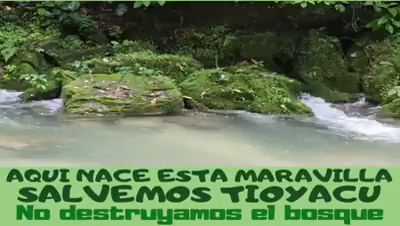 AQUI NACE ESTA MARAVILLA
SALVEMOS TIOYACU
No destruyamos el bosque